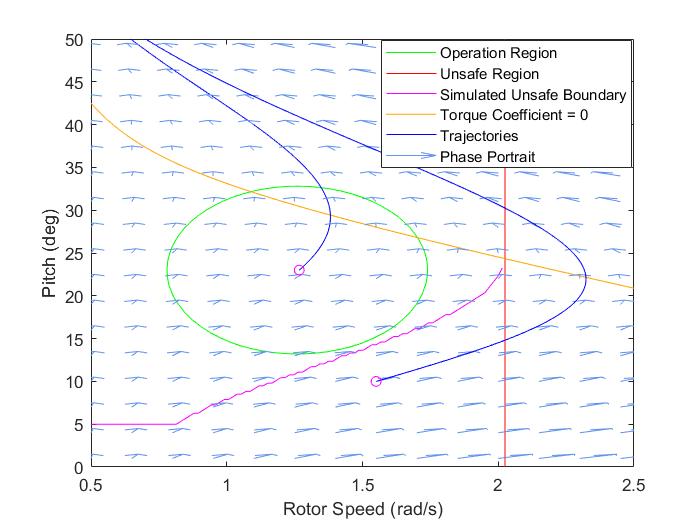 50
45
40
35
30
25
20
15
10
5
0
Pitch (deg)
Operation Region
Unsafe Region
Simulated Unsafe Boundary
Torque Coefficient = 0
Trajectories
Phase Portrait
0.5 1 1.5 2 2.5
Rotor Speed (rad/s)